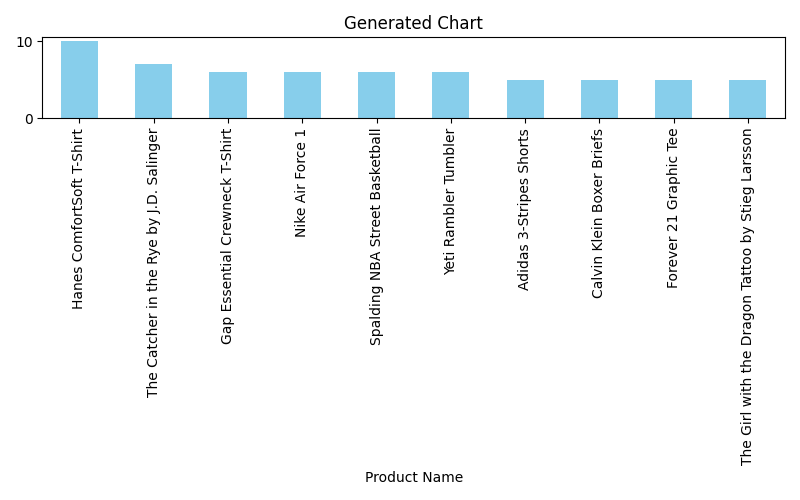 Generated Chart
10
0
Hanes ComfortSoft T-Shirt
The Catcher in the Rye by J.D. Salinger
Gap Essential Crewneck T-Shirt
Nike Air Force 1
Spalding NBA Street Basketball
Yeti Rambler Tumbler
Adidas 3-Stripes Shorts
Calvin Klein Boxer Briefs
Forever 21 Graphic Tee
The Girl with the Dragon Tattoo by Stieg Larsson
Product Name